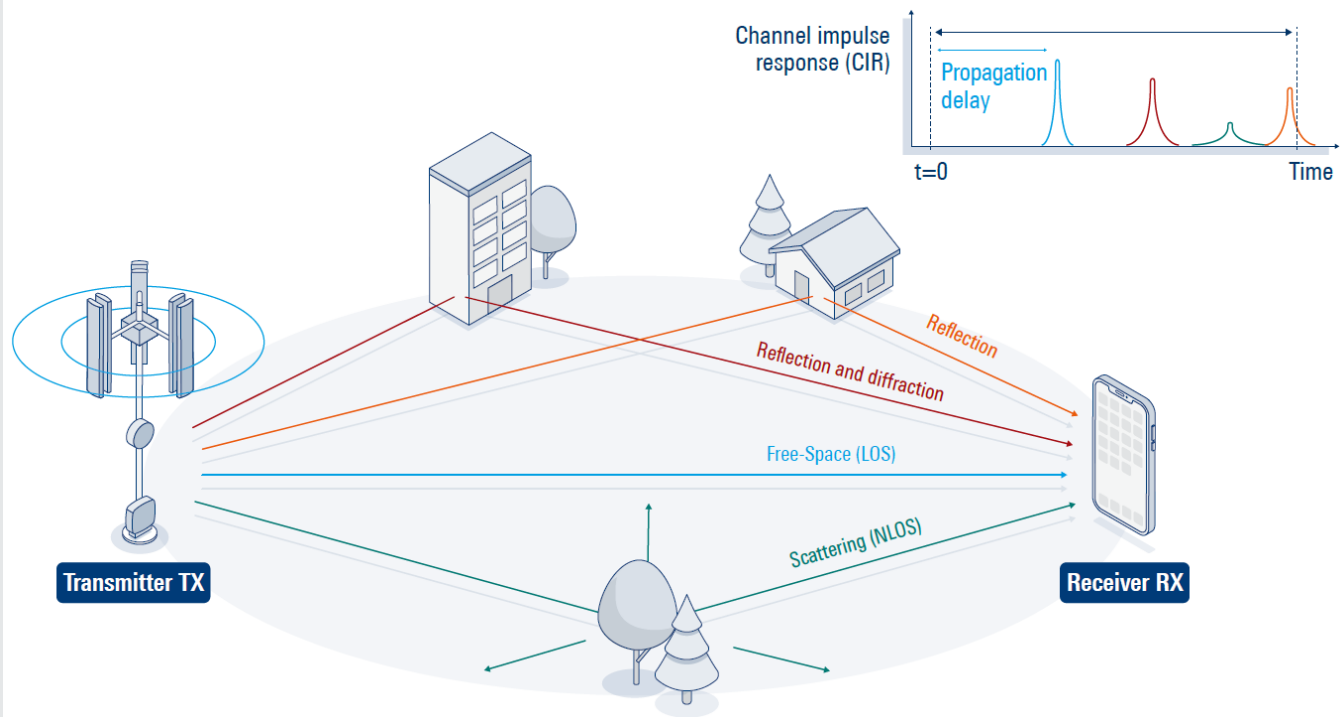 Channel impulse
response (CIR)
Propagation
delay
t=0
Time
Reflection
Reflection and diffraction
Free-Space (LOS)
Scattering (NLOS)
Transmitter TX
Receiver RX